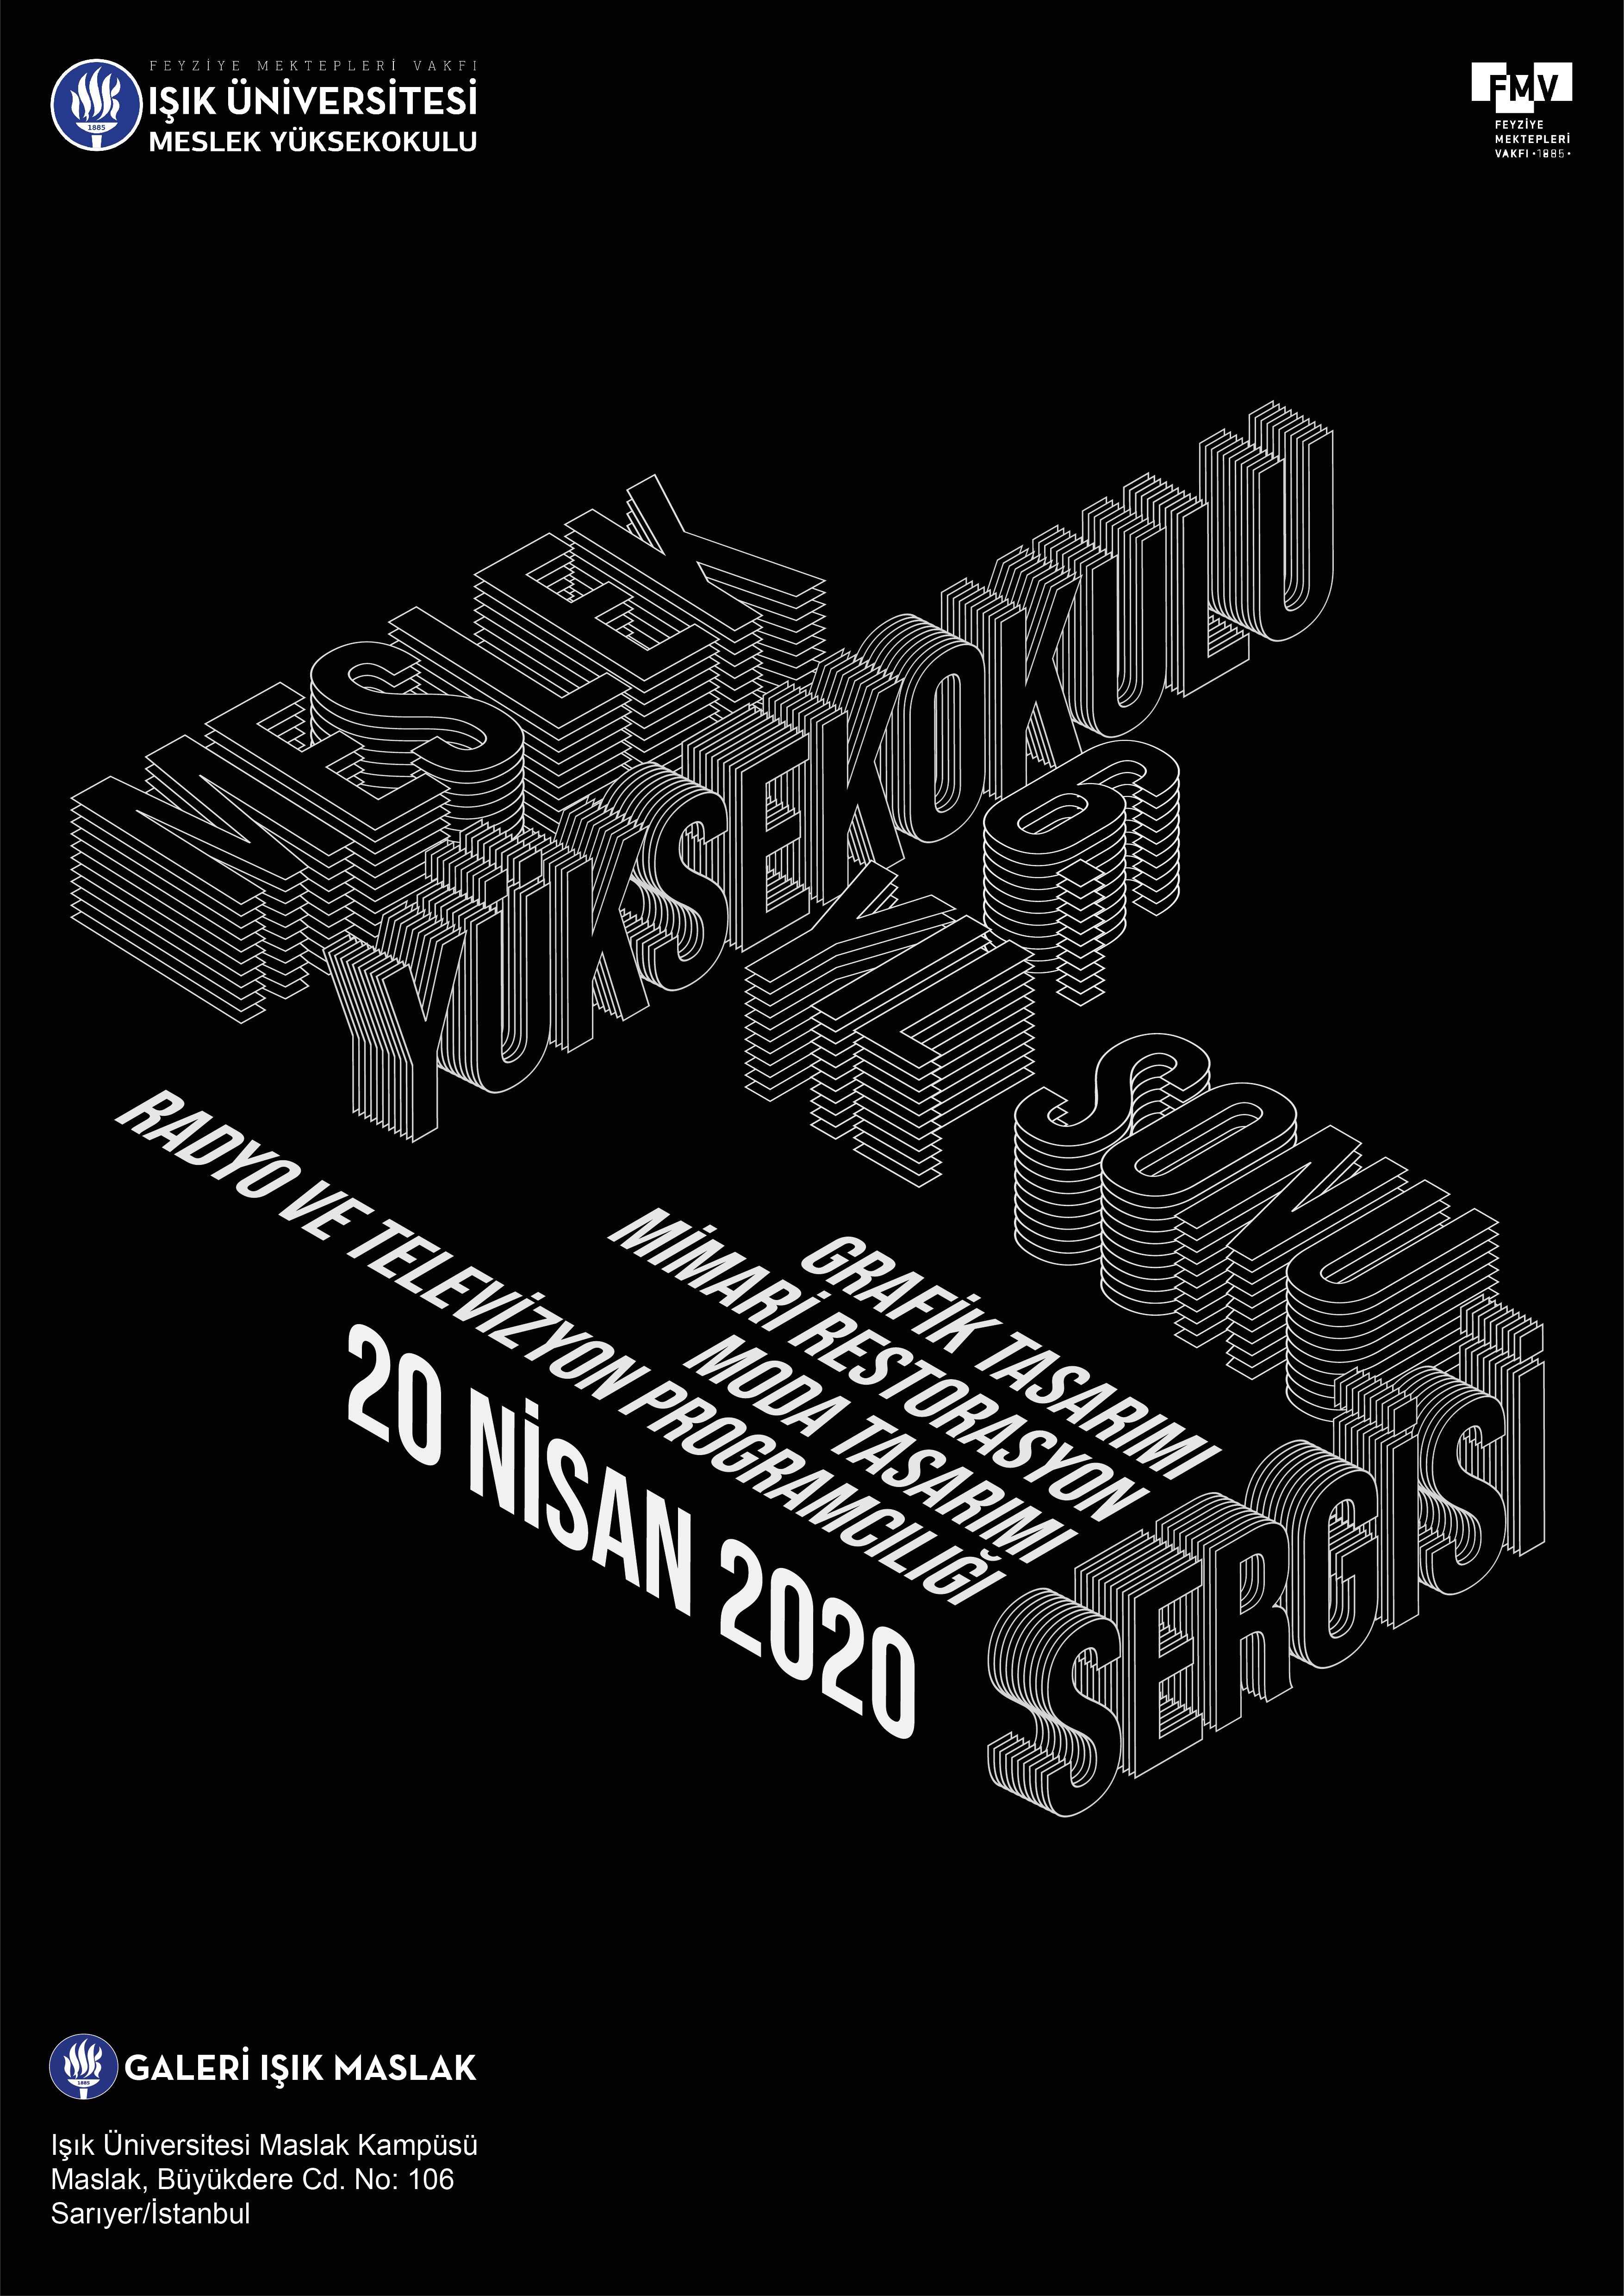 FEYZİYE MEKTEPLERİ VAKFI
IŞIK ÜNİVERSİTESİ
MESLEK YÜKSEKOKULU
1885
FMV
FEYZİYE
MEKTEPLERİ
VAKFI •1885•
MESLEK
YÜKSEKOKULU
6.
YIL
SONU
SERGİSİ
GRAFİK TASARIMI
MİMARİ RESTORASYON
MODA TASARIMI
RADYO VE TELEVİZYON PROGRAMCILIĞI
20 NİSAN 2020
1885
GALERİ IŞIK MASLAK
Işık Üniversitesi Maslak Kampüsü
Maslak, Büyükdere Cd. No: 106
Sarıyer/İstanbul